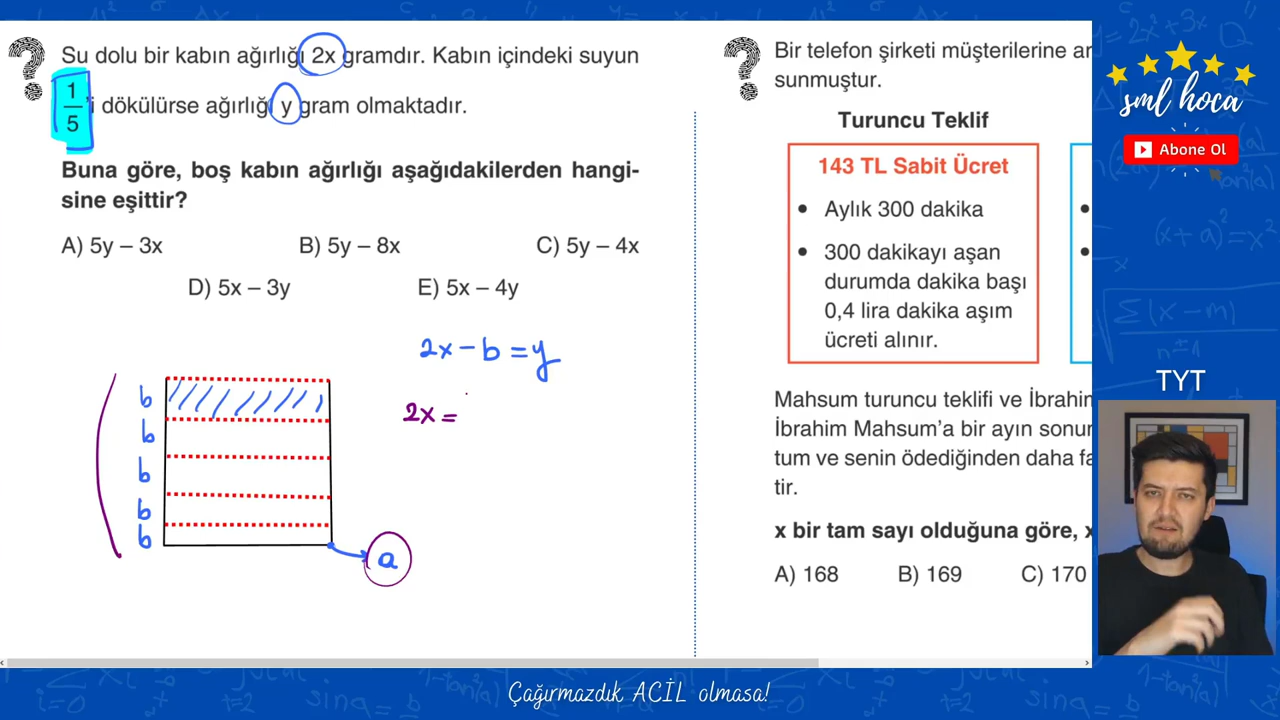 Su dolu bir kabın ağırlığı 2x gramdır. Kabın içindeki suyun
1/5'i dökülürse ağırlığı y gram olmaktadır.
Buna göre, boş kabın ağırlığı aşağıdakilerden hangi-
sine eşittir?
A) 5y – 3x B) 5y – 8x C) 5y – 4x
D) 5x – 3y E) 5x – 4y
2x – b = y
2x =
b
b
b
b
b
a
Bir telefon şirketi müşterilerine ar
sunmuştur.
Turuncu Teklif
143 TL Sabit Ücret
• Aylık 300 dakika
• 300 dakikayı aşan
durumda dakika başı
0,4 lira dakika aşım
ücreti alınır.
Mahsum turuncu teklifi ve İbrahim
İbrahim Mahsum'a bir ayın sonun
tum ve senin ödediğinden daha fa
tir.
x bir tam sayı olduğuna göre, x
A) 168 B) 169 C) 170
sml hoca
Abone Ol
TYT
Çağırmazdık ACİL olmasa!